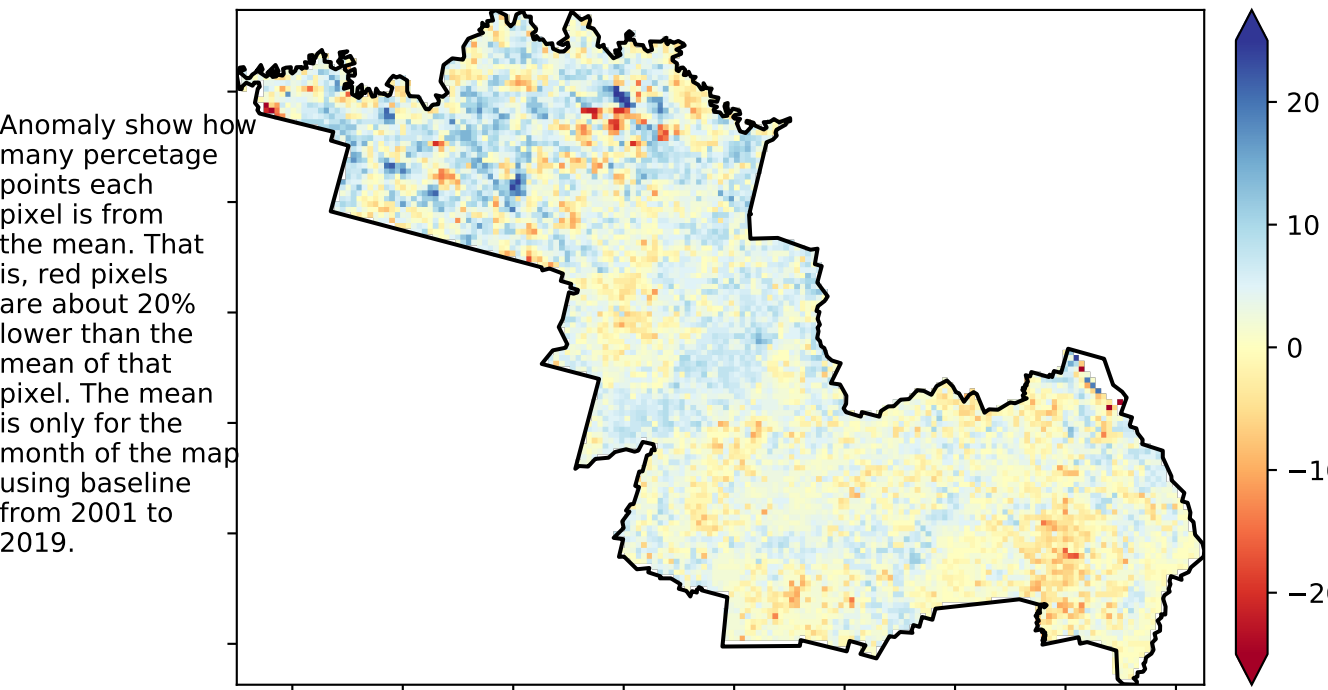 Anomaly show how
many percetage
points each
pixel is from
the mean. That
is, red pixels
are about 20%
lower than the
mean of that
pixel. The mean
is only for the
month of the map
using baseline
from 2001 to
2019.
20
10
0
−10
−20